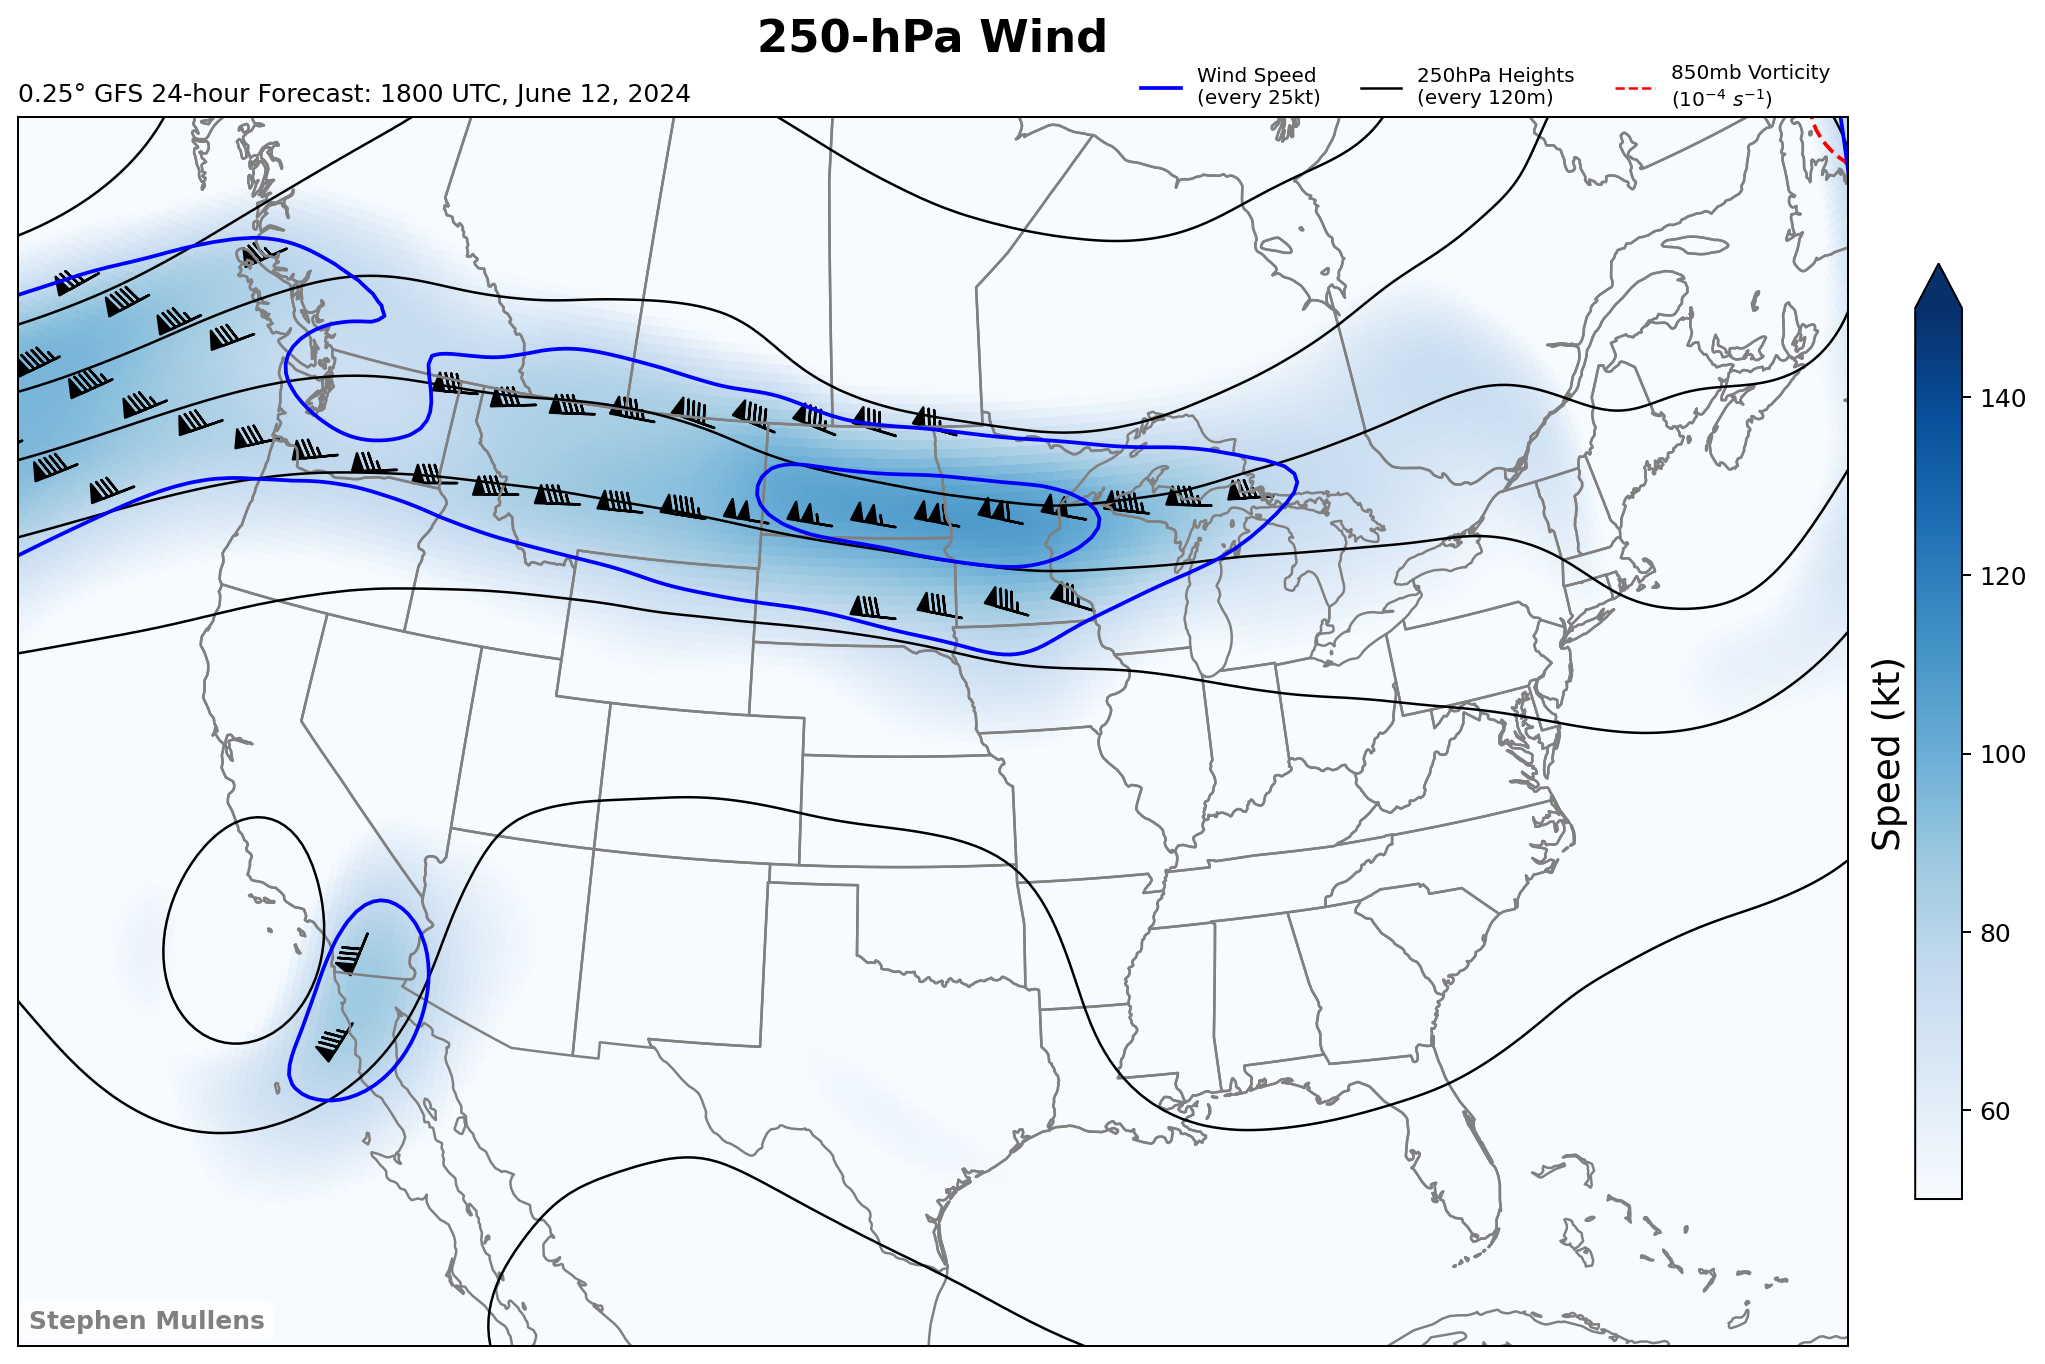 250-hPa Wind
0.25° GFS 24-hour Forecast: 1800 UTC, June 12, 2024
Wind Speed
(every 25kt)
250hPa Heights
(every 120m)
850mb Vorticity
(10⁻⁴ s⁻¹)
140
120
100
80
60
Speed (kt)
Stephen Mullens